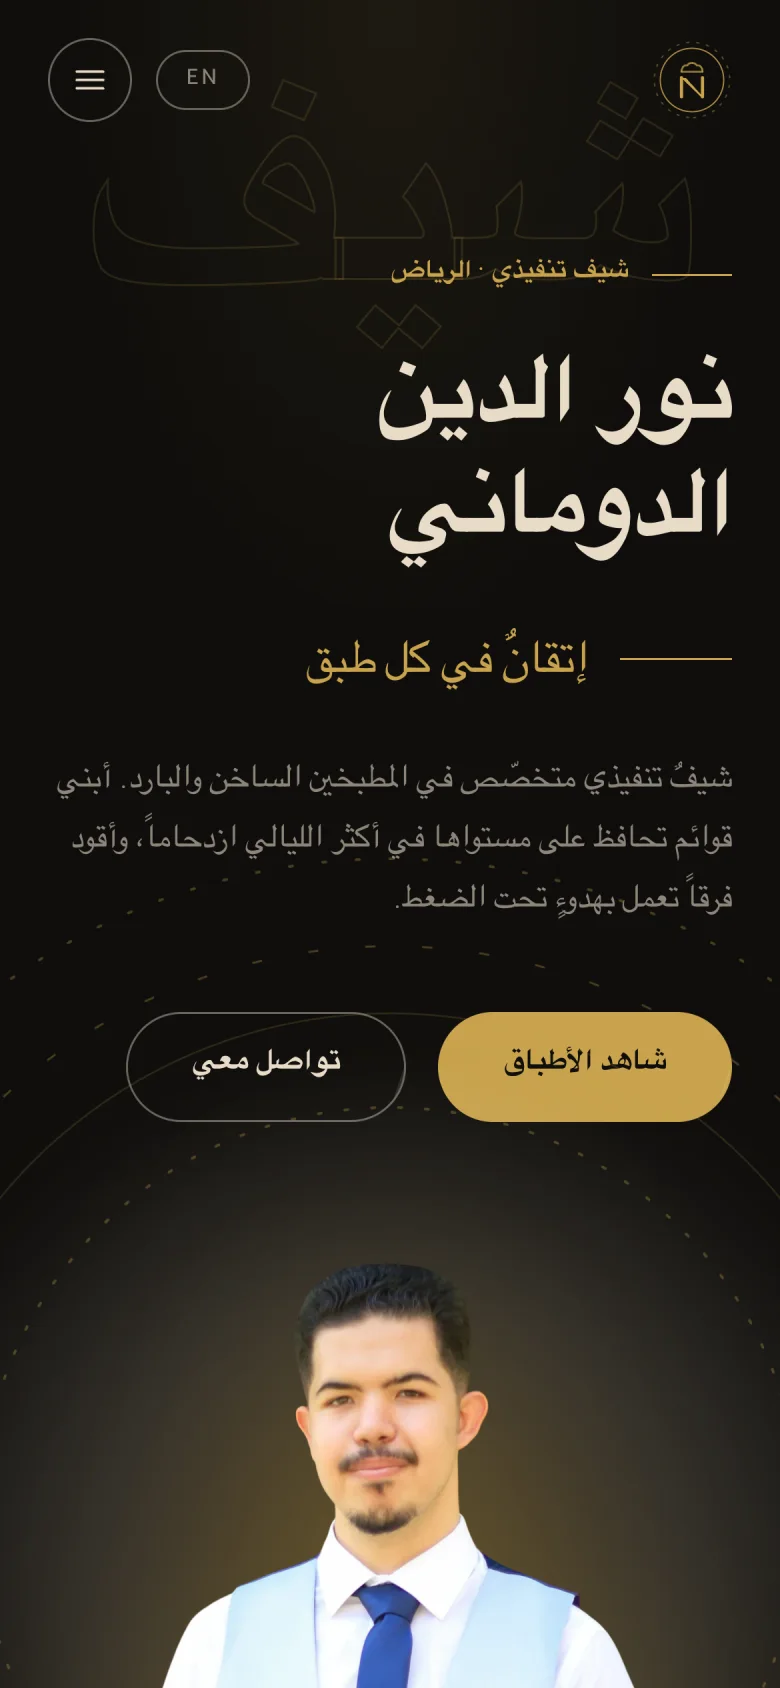 EN
N
شيف
شيف تنفيذي · الرياض
نور الدين
الدوماني
إتقانٌ في كل طبق
شيفٌ تنفيذي متخصّص في المطبخين الساخن والبارد. أبني
قوائم تحافظ على مستواها في أكثر الليالي ازدحاماً، وأقود
فرقاً تعمل بهدوءٍ تحت الضغط.
شاهد الأطباق
تواصل معي